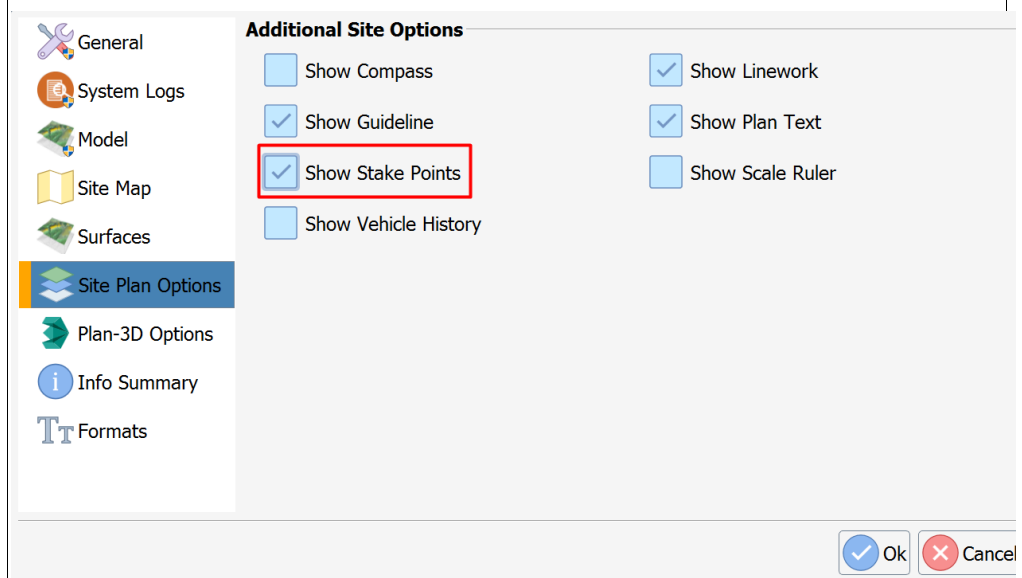 General
System Logs
Model
Site Map
Surfaces
Site Plan Options
Plan-3D Options
Info Summary
Formats
Additional Site Options
Show Compass
Show Guideline
Show Stake Points
Show Vehicle History
Show Linework
Show Plan Text
Show Scale Ruler
Ok
Cancel